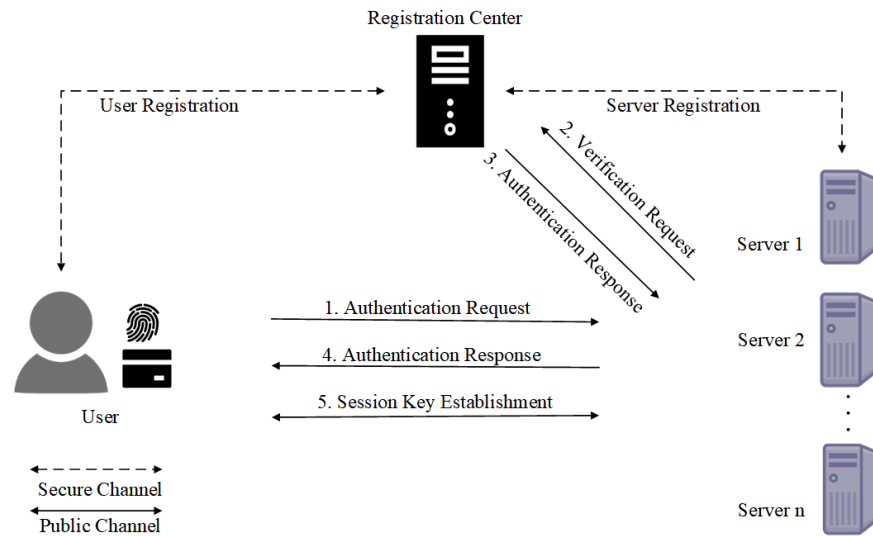 Registration Center
User Registration
Server Registration
2. Verification Request
3. Authentication Response
Server 1
1. Authentication Request
Server 2
4. Authentication Response
5. Session Key Establishment
User
Secure Channel
Server n
Public Channel